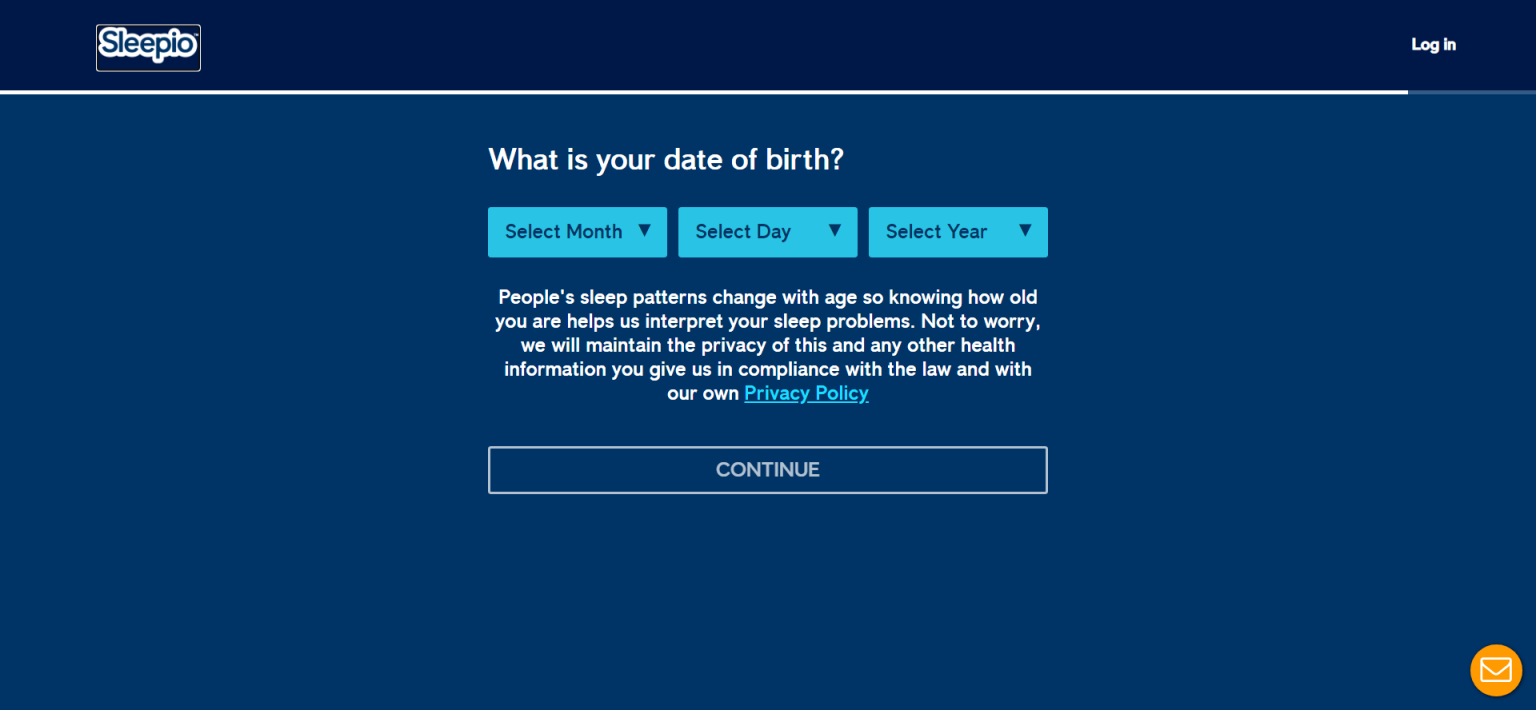 Sleepio™
Log in
What is your date of birth?
Select Month ▼
Select Day ▼
Select Year ▼
People's sleep patterns change with age so knowing how old
you are helps us interpret your sleep problems. Not to worry,
we will maintain the privacy of this and any other health
information you give us in compliance with the law and with
our own Privacy Policy
CONTINUE